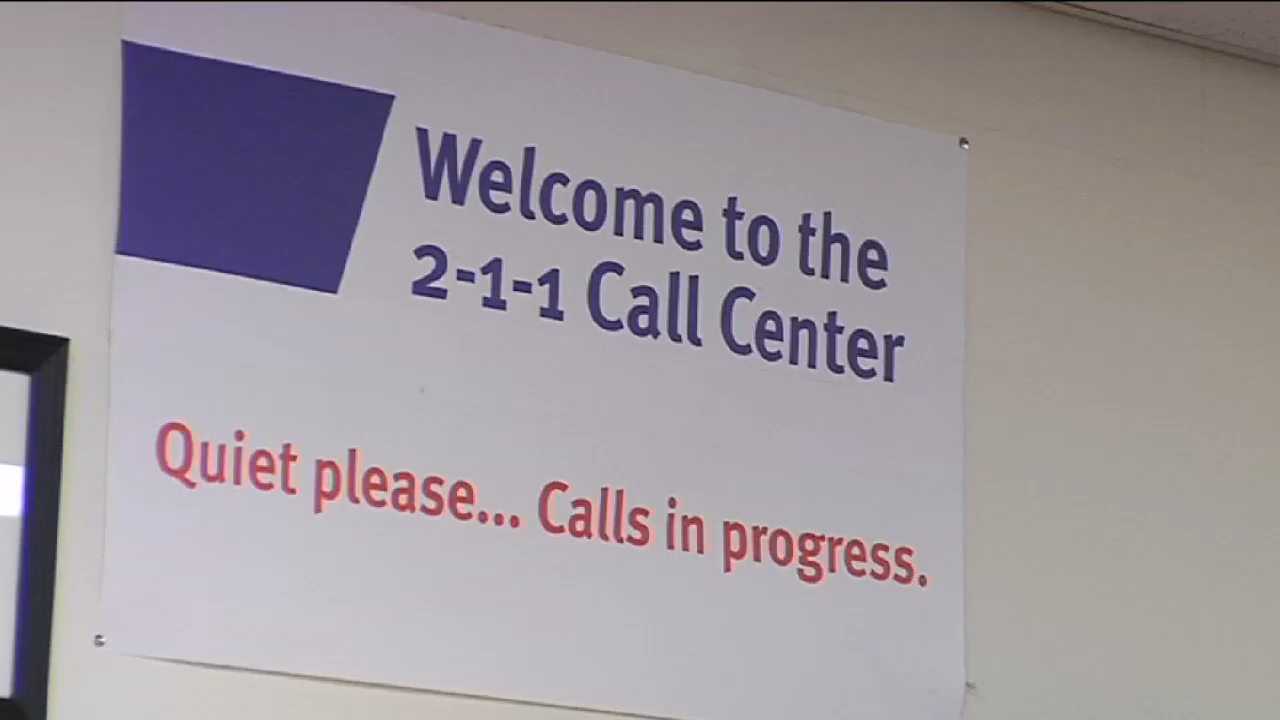 Welcome to the
2-1-1 Call Center
Quiet please... Calls in progress.